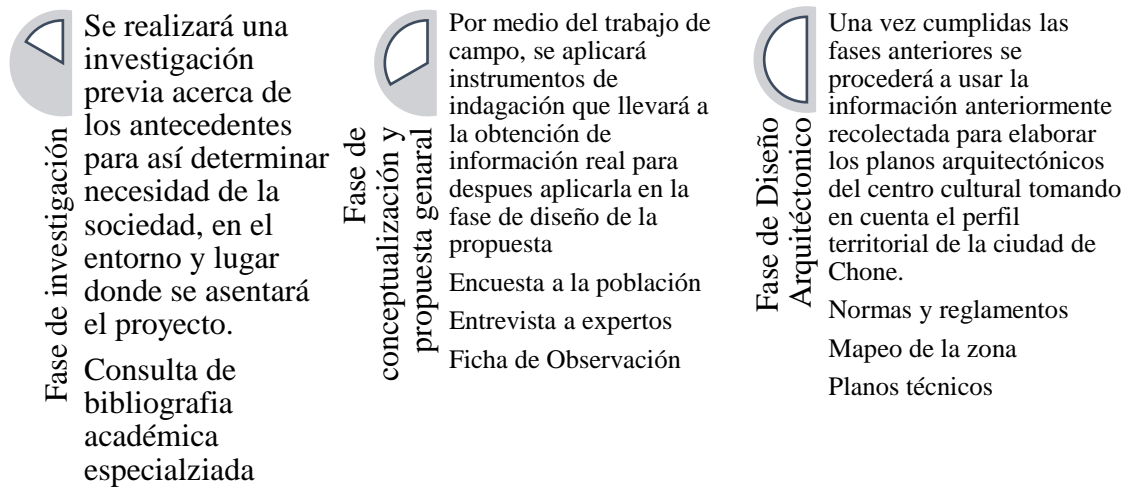 Fase de investigación
Se realizará una
investigación
previa acerca de
los antecedentes
para así determinar
necesidad de la
sociedad, en el
entorno y lugar
donde se asentará
el proyecto.
Consulta de
bibliografia
académica
especialziada
Fase de
conceptualización y
propuesta genaral
Por medio del trabajo de
campo, se aplicará
instrumentos de
indagación que llevará a
la obtención de
información real para
despues aplicarla en la
fase de diseño de la
propuesta
Encuesta a la población
Entrevista a expertos
Ficha de Observación
Fase de Diseño
Arquitéctonico
Una vez cumplidas las
fases anteriores se
procederá a usar la
información anteriormente
recolectada para elaborar
los planos arquitectónicos
del centro cultural tomando
en cuenta el perfil
territorial de la ciudad de
Chone.
Normas y reglamentos
Mapeo de la zona
Planos técnicos